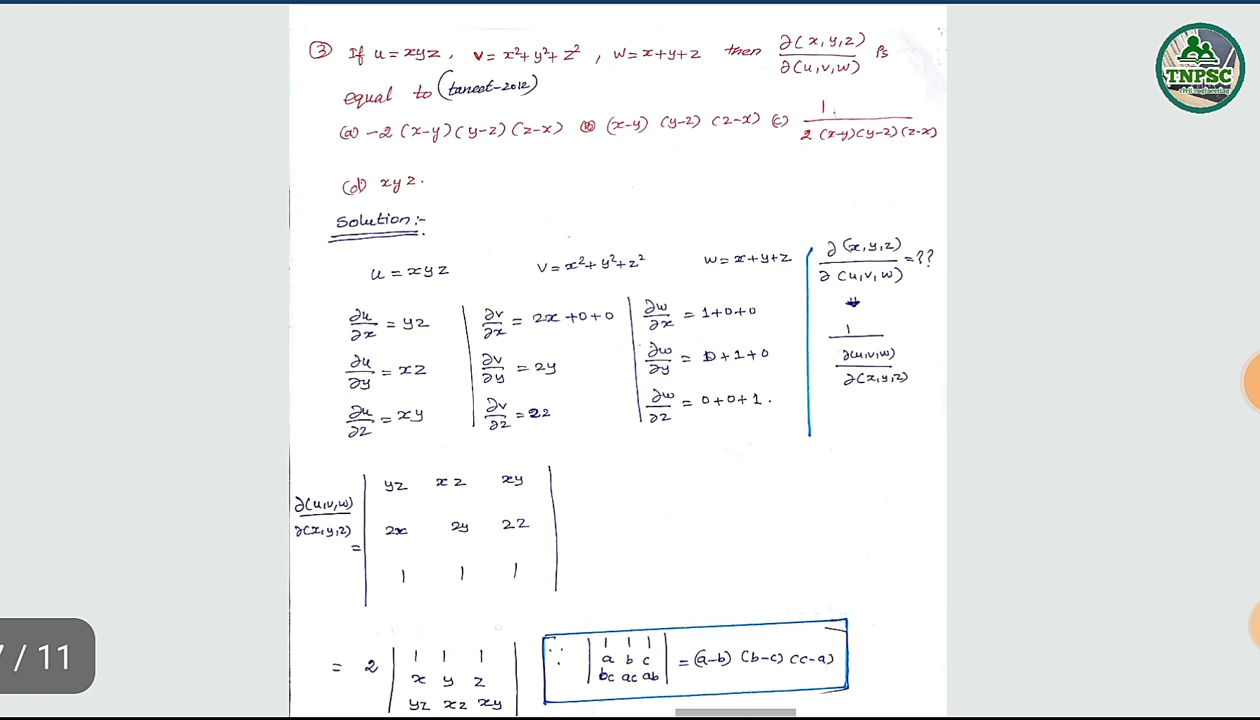 ③ If u = xyz, v = x²+y²+z², w = x+y+z then ∂(x,y,z)/∂(u,v,w) is
equal to (tancet-2012)
(a) -2(x-y)(y-z)(z-x) (b) (x-y)(y-z)(z-x) (c) 1/2(x-y)(y-z)(z-x)
(d) xyz.
Solution:-
u = xyz v = x²+y²+z² w = x+y+z ∂(x,y,z)/∂(u,v,w) = ??
∂u/∂x = yz ∂v/∂x = 2x+0+0 ∂w/∂x = 1+0+0 1/∂(u,v,w)/∂(x,y,z)
∂u/∂y = xz ∂v/∂y = 2y ∂w/∂y = 0+1+0
∂u/∂z = xy ∂v/∂z = 2z ∂w/∂z = 0+0+1.
∂(u,v,w)/∂(x,y,z) =
| yz xz xy |
| 2x 2y 2z |
| 1 1 1 |
= 2
| 1 1 1 |
| x y z |
| yz xz xy |
∵
| 1 1 1 |
| a b c | = (a-b) (b-c) (c-a)
| bc ac ab |
TNPSC
civil engineering
7 / 11